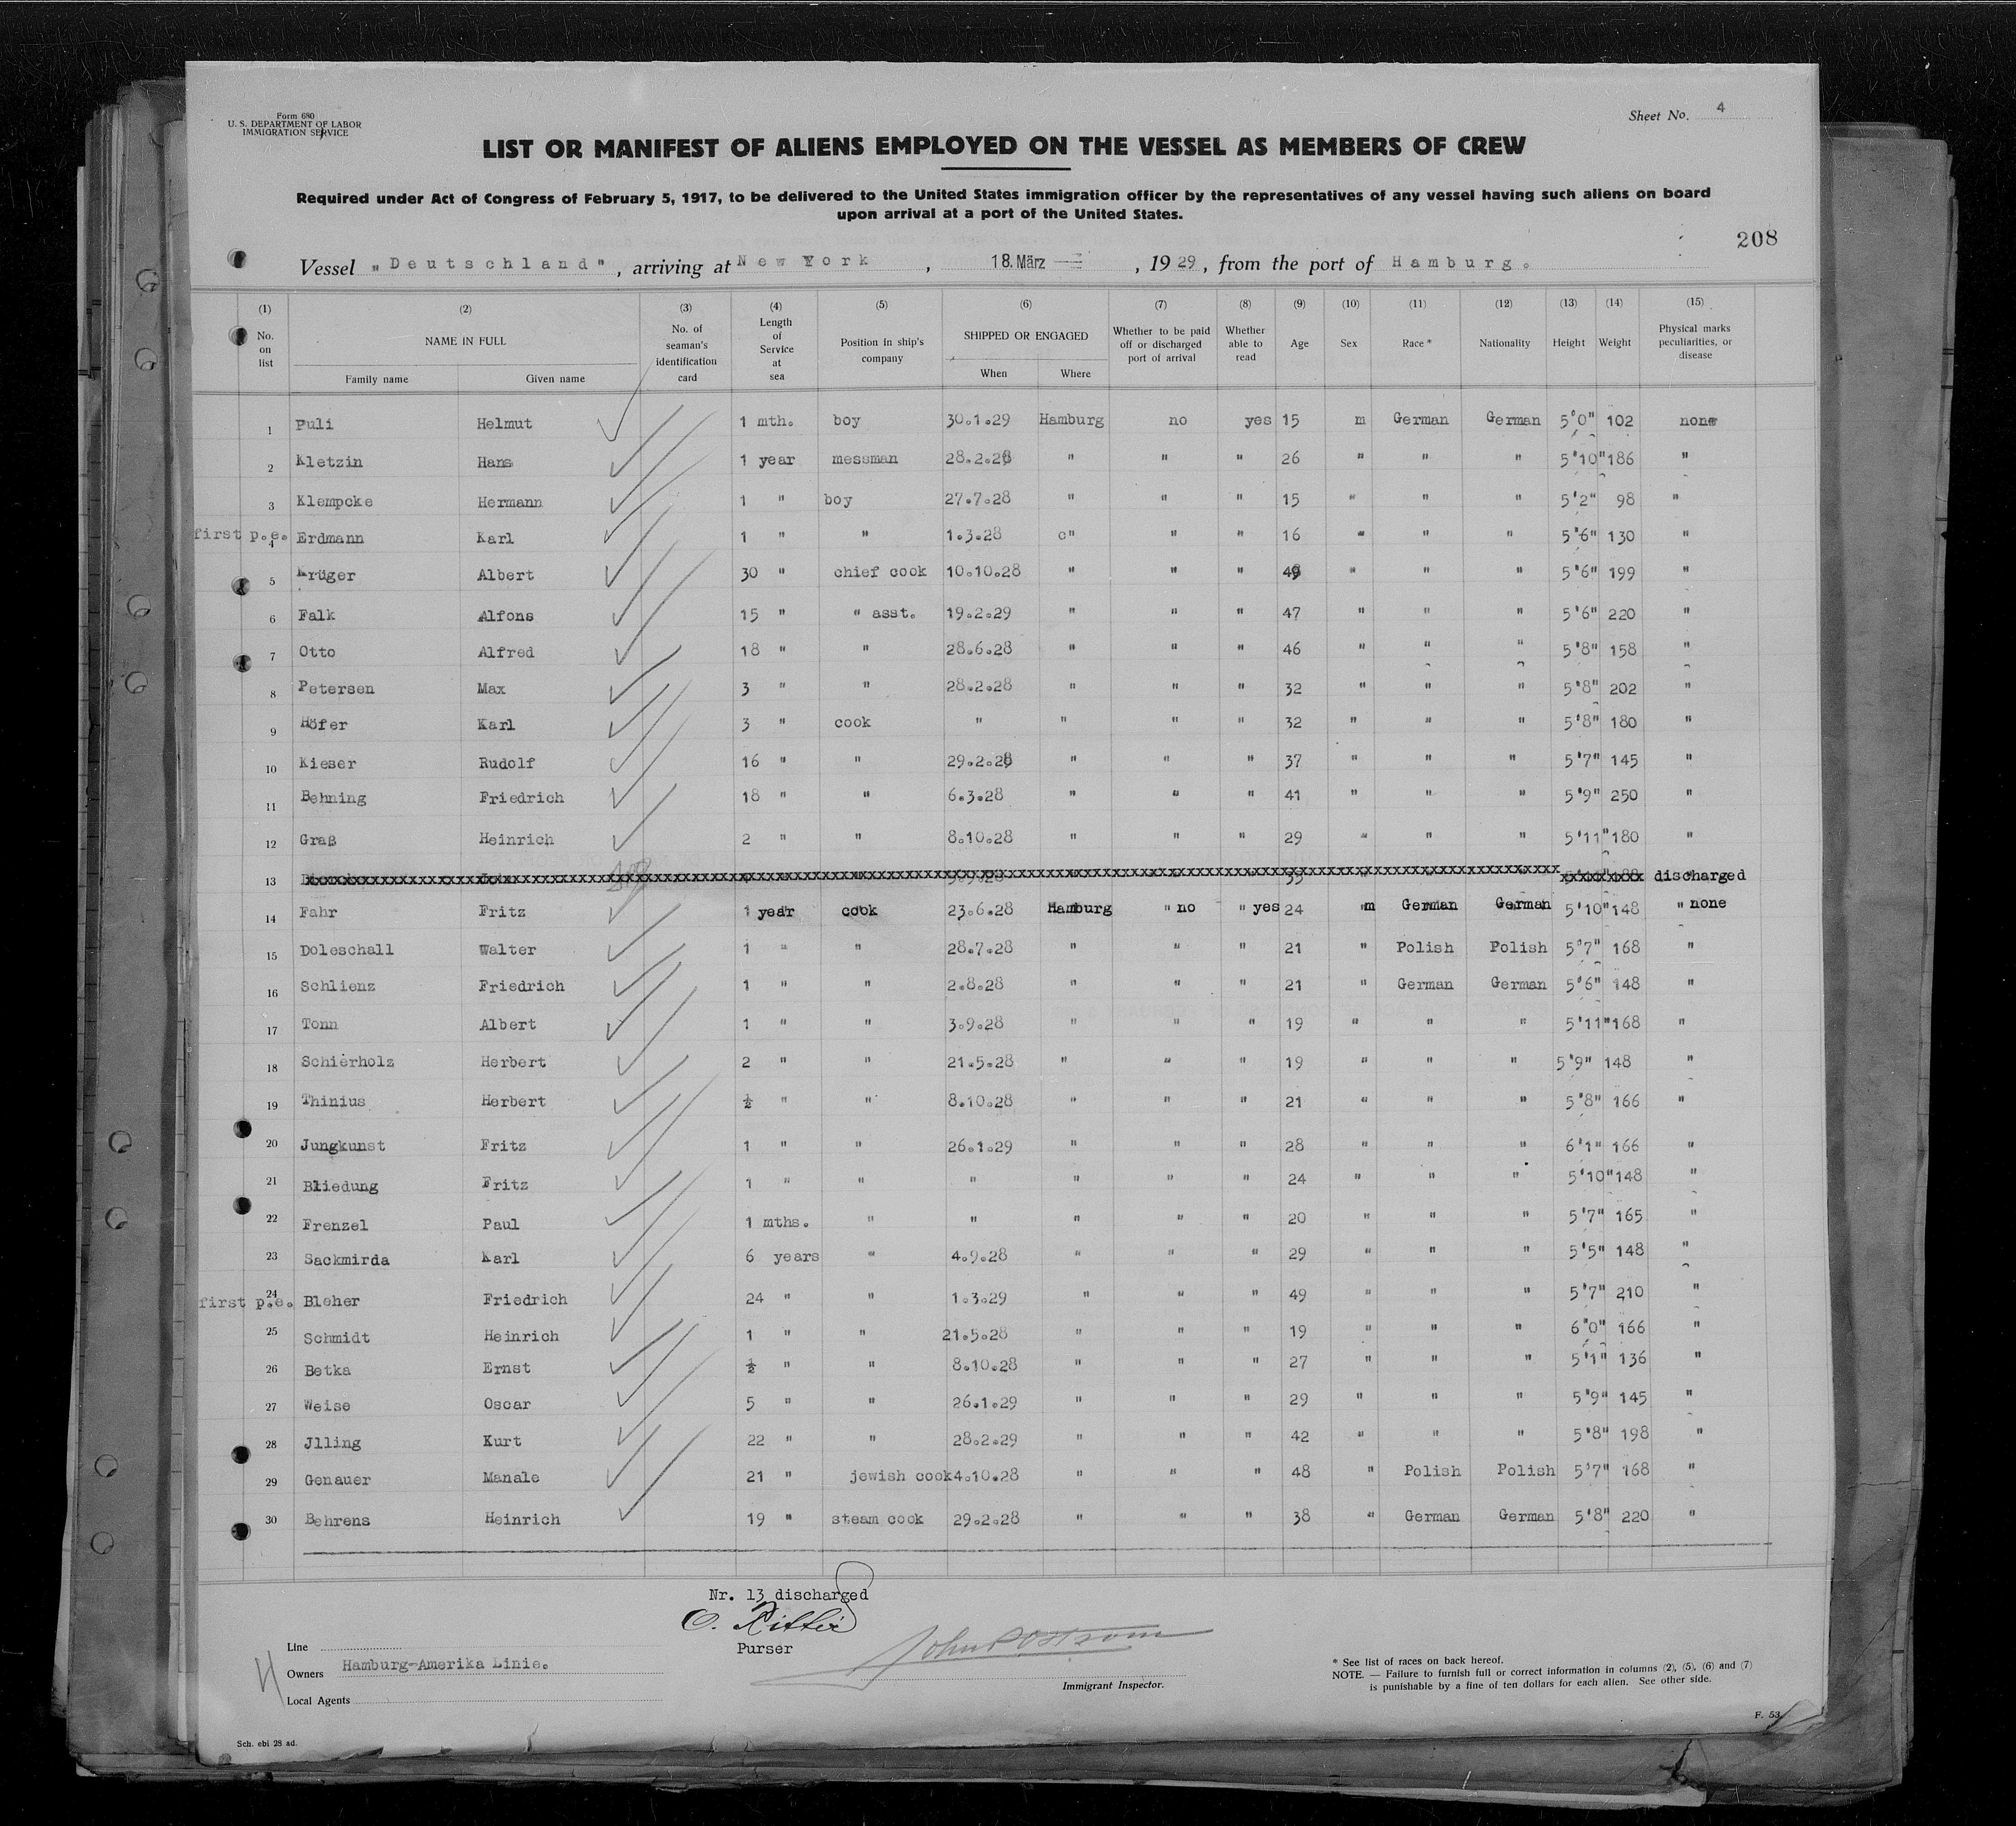 Form 680
U. S. DEPARTMENT OF LABOR
IMMIGRATION SERVICE
Sheet No. 4
LIST OR MANIFEST OF ALIENS EMPLOYED ON THE VESSEL AS MEMBERS OF CREW
Required under Act of Congress of February 5, 1917, to be delivered to the United States immigration officer by the representatives of any vessel having such aliens on board
upon arrival at a port of the United States.
208
Vessel „Deutschland", arriving at New York, 18. März, 1929, from the port of Hamburg.
(1) (2) (3) (4) (5) (6) (7) (8) (9) (10) (11) (12) (13) (14) (15)
No. on list NAME IN FULL Family name Given name No. of seaman's identification card Length of Service at sea Position in ship's company SHIPPED OR ENGAGED When Where Whether to be paid off or discharged port of arrival Whether able to read Age Sex Race * Nationality Height Weight Physical marks peculiarities, or disease
1 Puli Helmut 1 mth. boy 30.1.29 Hamburg no yes 15 m German German 5'0" 102 none
2 Kletzin Hans 1 year messman 28.2.28 " " " 26 " " " 5'10" 186 "
3 Klempcke Hermann 1 " boy 27.7.28 " " " 15 " " " 5'2" 98 "
first p.e. 4 Erdmann Karl 1 " " 1.3.28 c" " " 16 " " " 5'6" 130 "
5 Krüger Albert 30 " chief cook 10.10.28 " " " " " " 5'6" 199 "
6 Falk Alfons 15 " " asst. 19.2.29 " " " 47 " " " 5'6" 220 "
7 Otto Alfred 18 " " 28.6.28 " " " 46 " " " 5'8" 158 "
8 Petersen Max 3 " " 28.2.28 " " " 32 " " " 5'8" 202 "
9 Höfer Karl 3 " cook " " " " 32 " " " 5'8" 180 "
10 Kieser Rudolf 16 " " 29.2.28 " " " 37 " " " 5'7" 145 "
11 Behning Friedrich 18 " " 6.3.28 " " " 41 " " " 5'9" 250 "
12 Graß Heinrich 2 " " 8.10.28 " " " 29 " " " 5'11" 180 "
13 discharged
14 Fahr Fritz 1 year cook 23.6.28 Hamburg " no " yes 24 m German German 5'10" 148 " none
15 Doleschall Walter 1 " " 28.7.28 " " " 21 " Polish Polish 5'7" 168 "
16 Schlienz Friedrich 1 " " 2.8.28 " " " 21 " German German 5'6" 148 "
17 Tonn Albert 1 " " 3.9.28 " " " 19 " " " 5'11" 168 "
18 Schierholz Herbert 2 " " 21.5.28 " " " 19 " " " 5'9" 148 "
19 Thinius Herbert ½ " " 8.10.28 " " " 21 " " " 5'8" 166 "
20 Jungkunst Fritz 1 " " 26.1.29 " " " 28 " " " 6'1" 166 "
21 Bliedung Fritz 1 " " " " " " 24 " " " 5'10" 148 "
22 Frenzel Paul 1 mths. " " " " " 20 " " " 5'7" 165 "
23 Sackmirda Karl 6 years " 4.9.28 " " " 29 " " " 5'5" 148 "
first p.e. 24 Bleher Friedrich 24 " " 1.3.29 " " " 49 " " " 5'7" 210 "
25 Schmidt Heinrich 1 " " 21.5.28 " " " 19 " " " 6'0" 166 "
26 Betka Ernst ½ " " 8.10.28 " " " 27 " " " 5'1" 136 "
27 Weise Oscar 5 " " 26.1.29 " " " 29 " " " 5'9" 145 "
28 Jlling Kurt 22 " " 28.2.29 " " " 42 " " " 5'8" 198 "
29 Genauer Manale 21 " jewish cook 4.10.28 " " " 48 " Polish Polish 5'7" 168 "
30 Behrens Heinrich 19 " steam cook 29.2.28 " " " 38 " German German 5'8" 220 "
Nr. 13 discharged
O. Ritter
Purser
Line
Owners Hamburg-Amerika Linie.
Local Agents
Immigrant Inspector.
* See list of races on back hereof.
NOTE. — Failure to furnish full or correct information in columns (2), (5), (6) and (7)
is punishable by a fine of ten dollars for each alien. See other side.
F. 53.
Sch. ebi 28 ad.